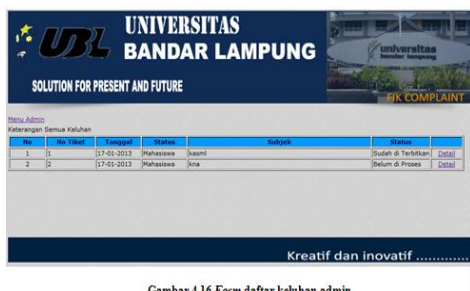 UBL UNIVERSITAS
BANDAR LAMPUNG
universitas
bandar lampung
SOLUTION FOR PRESENT AND FUTURE
FIK COMPLAINT
Menu Admin
Keterangan Semua Keluhan
No No Tiket Tanggal Status Subjek Status
1 1 17-01-2013 Mahasiswa kasmi Sudah di Terbitkan Detail
2 2 17-01-2013 Mahasiswa kna Belum di Proses Detail
Kreatif dan inovatif .............
Gambar 4.16 Form daftar keluhan admin